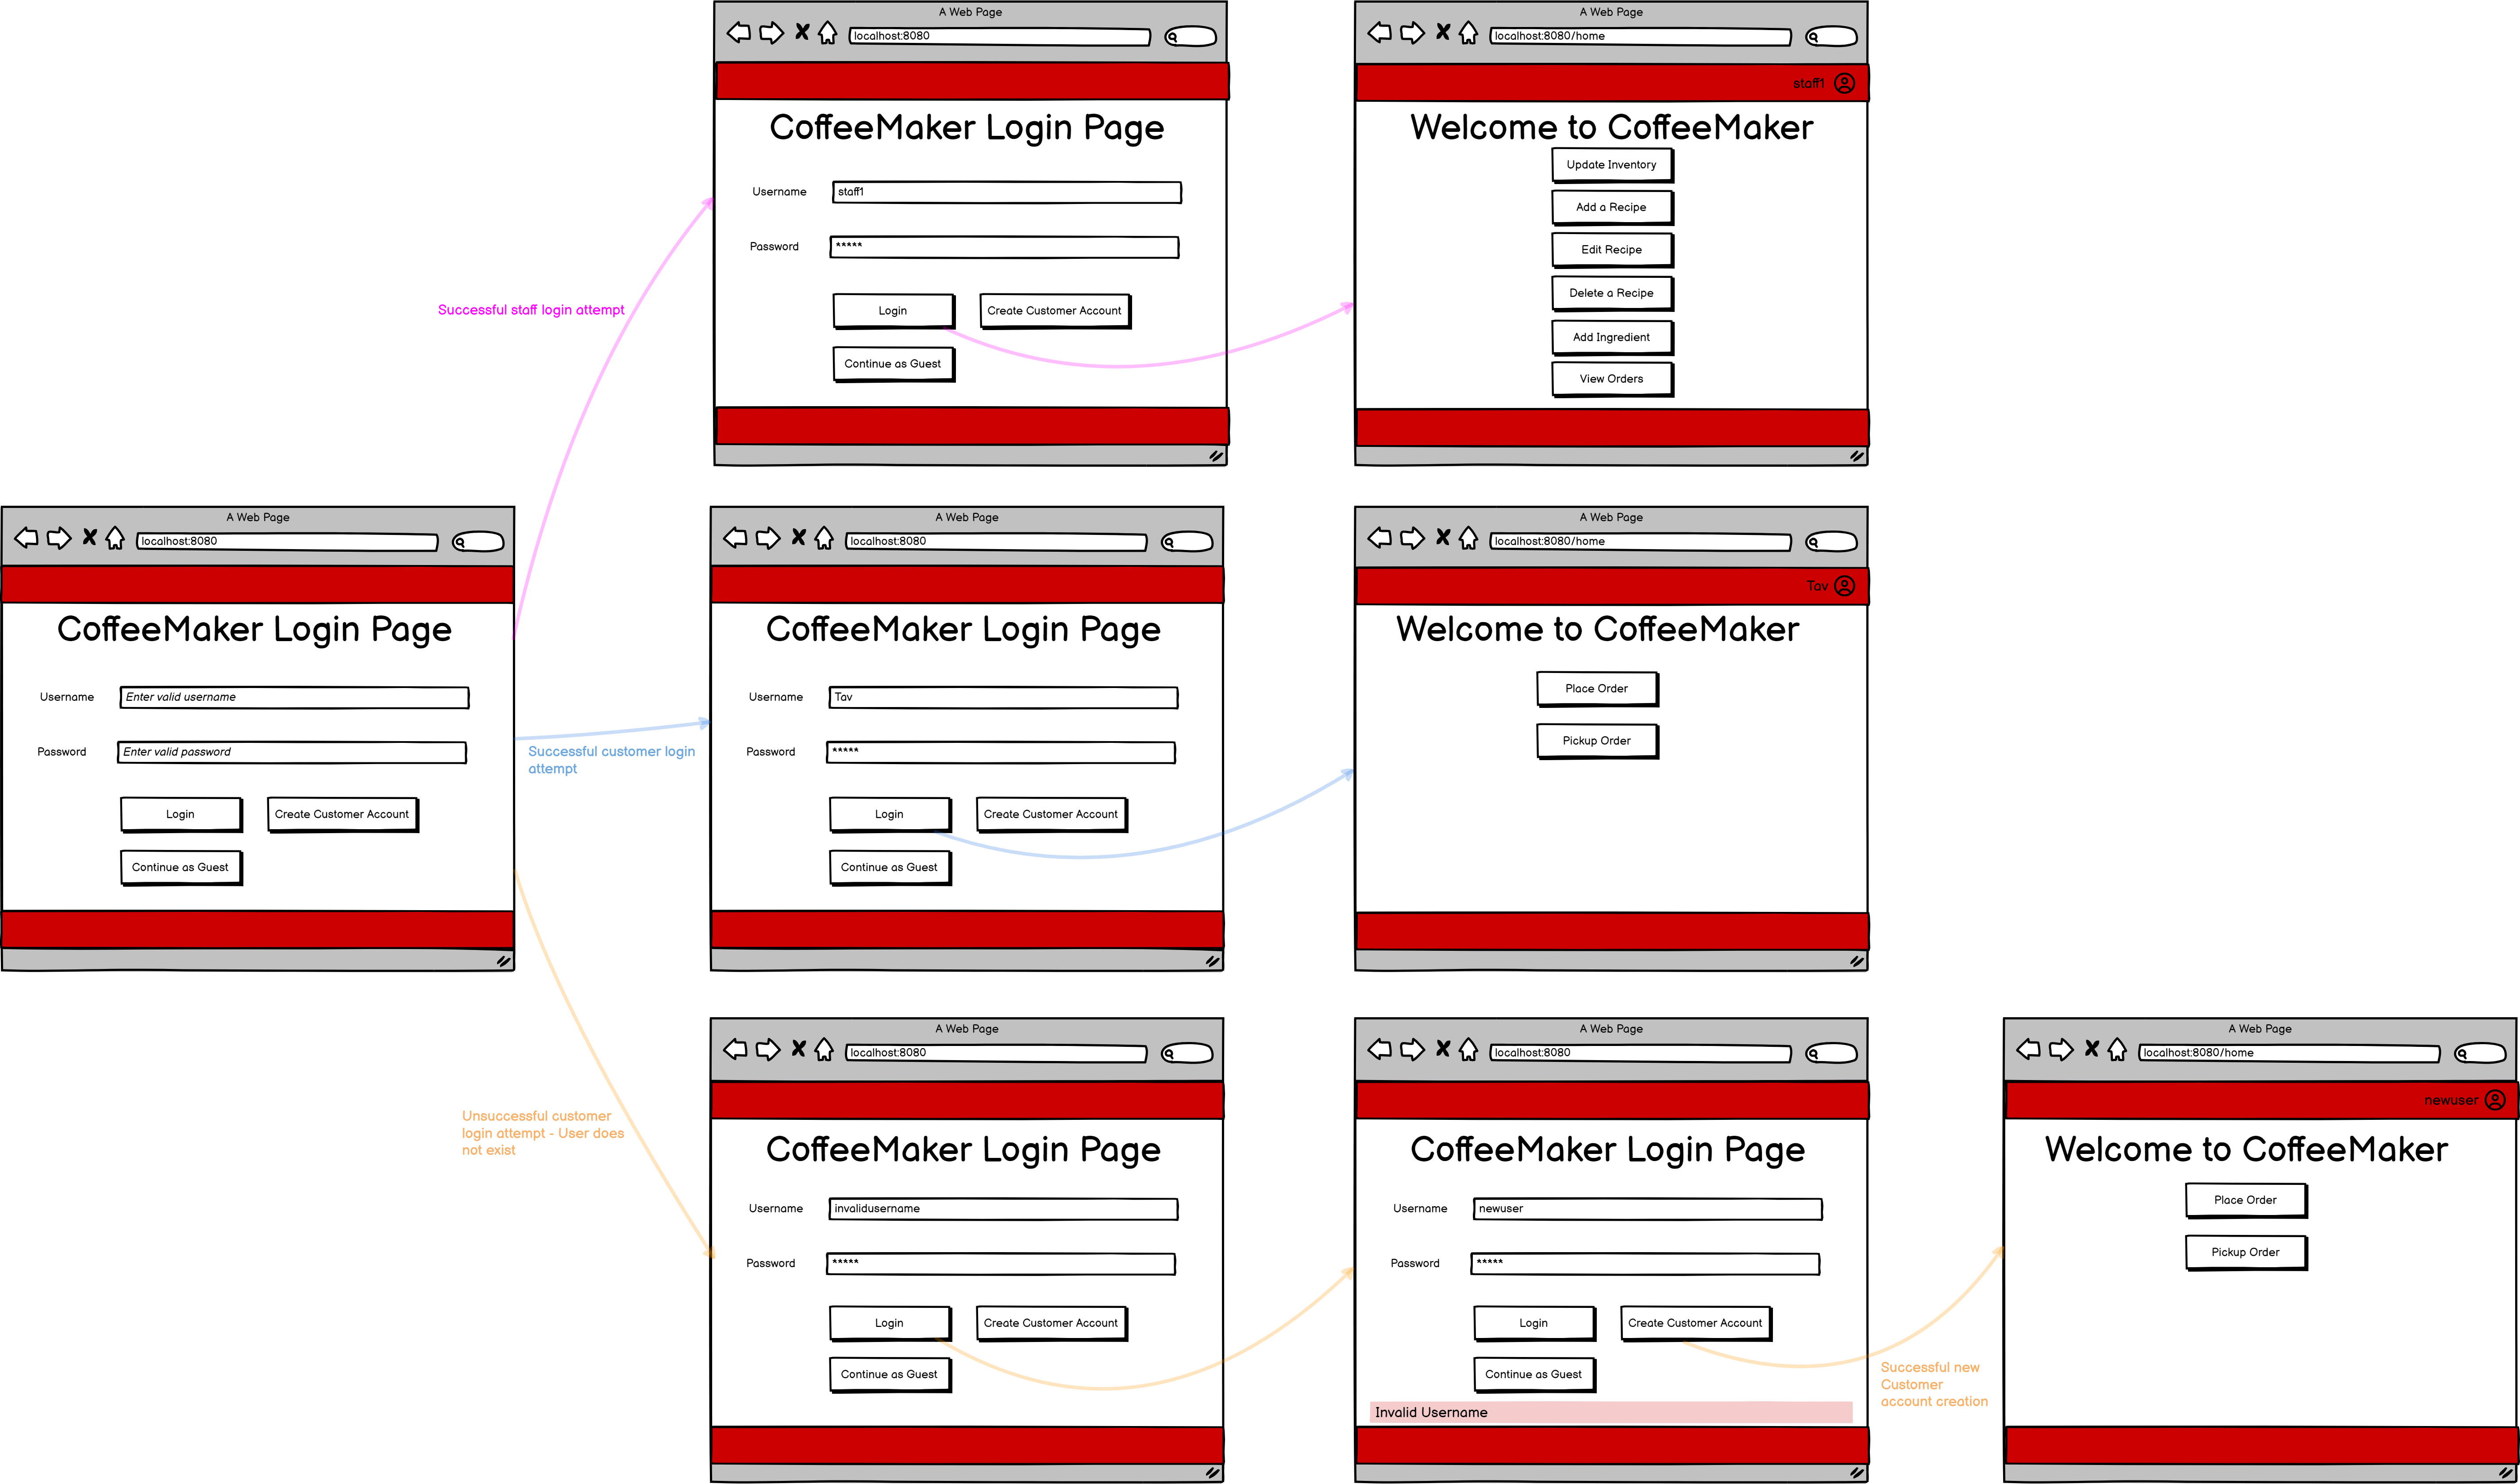 A Web Page
localhost:8080
CoffeeMaker Login Page
Username
staff1
Password
*****
Login
Create Customer Account
Continue as Guest
A Web Page
localhost:8080/home
staff1
Welcome to CoffeeMaker
Update Inventory
Add a Recipe
Edit Recipe
Delete a Recipe
Add Ingredient
View Orders
Successful staff login attempt
A Web Page
localhost:8080
CoffeeMaker Login Page
Username
Enter valid username
Password
Enter valid password
Login
Create Customer Account
Continue as Guest
Successful customer login
attempt
A Web Page
localhost:8080
CoffeeMaker Login Page
Username
Tav
Password
*****
Login
Create Customer Account
Continue as Guest
A Web Page
localhost:8080/home
Tav
Welcome to CoffeeMaker
Place Order
Pickup Order
Unsuccessful customer
login attempt - User does
not exist
A Web Page
localhost:8080
CoffeeMaker Login Page
Username
invalidusername
Password
*****
Login
Create Customer Account
Continue as Guest
A Web Page
localhost:8080
CoffeeMaker Login Page
Username
newuser
Password
*****
Login
Create Customer Account
Continue as Guest
Invalid Username
Successful new
Customer
account creation
A Web Page
localhost:8080/home
newuser
Welcome to CoffeeMaker
Place Order
Pickup Order